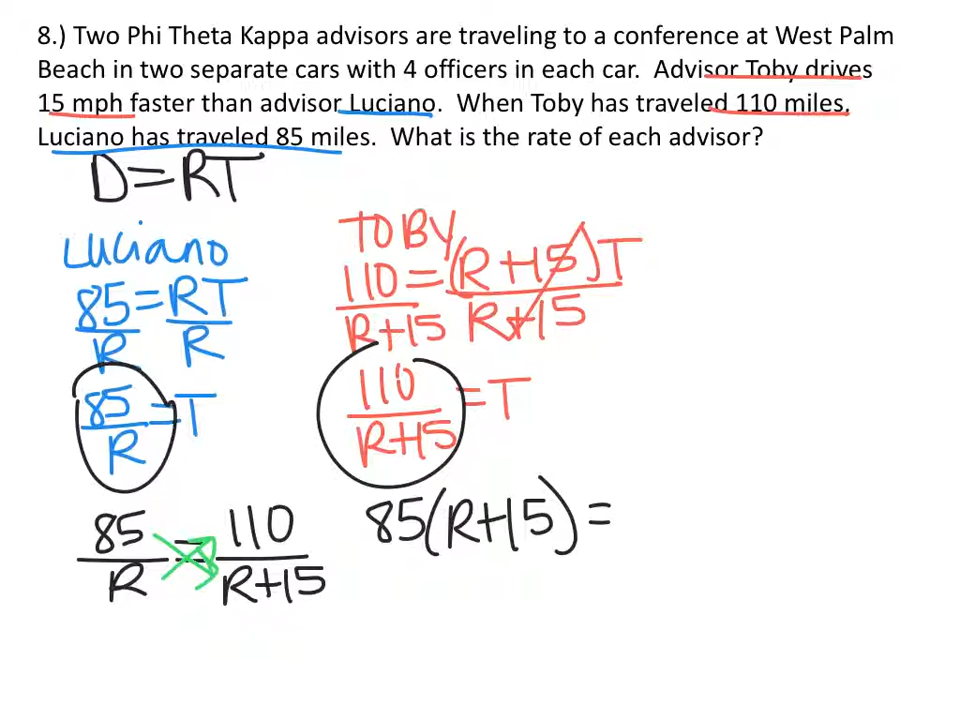 8.) Two Phi Theta Kappa advisors are traveling to a conference at West Palm
Beach in two separate cars with 4 officers in each car. Advisor Toby drives
15 mph faster than advisor Luciano. When Toby has traveled 110 miles,
Luciano has traveled 85 miles. What is the rate of each advisor?
D=RT
Luciano
85=RT
R R
85=T
R
TOBY
110=(R+15)T
R+15 R+15
110=T
R+15
85=110
R R+15
85(R+15)=